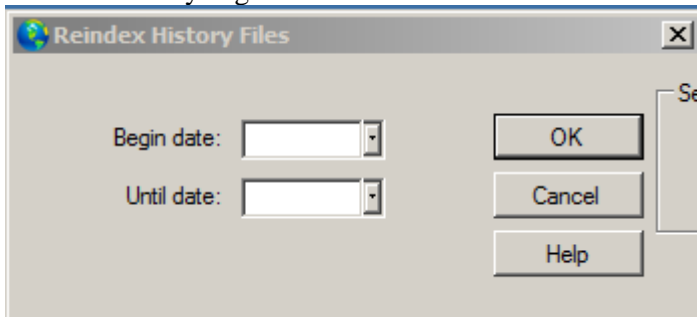 Reindex History Files
Se
Begin date:
OK
Until date:
Cancel
Help